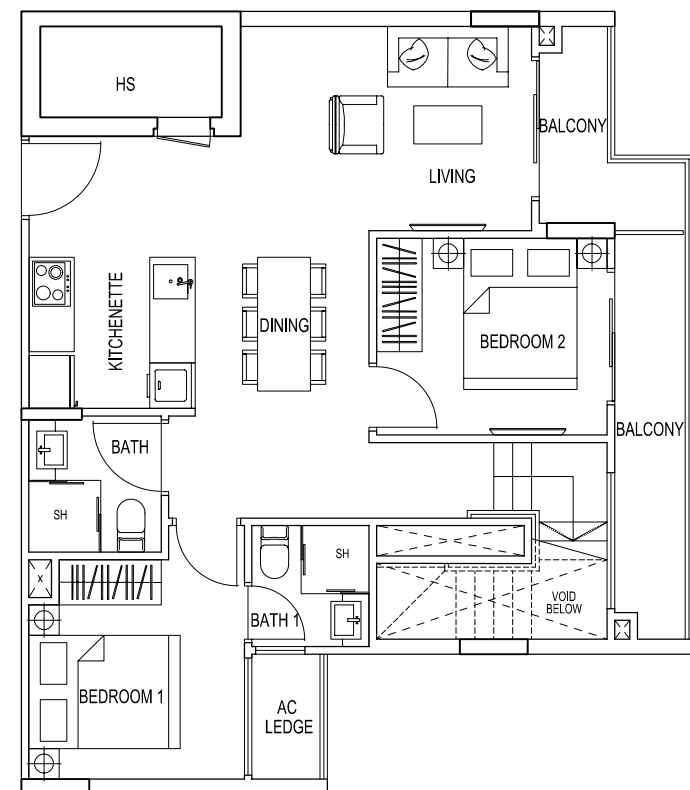 HS
BALCONY
LIVING
KITCHENETTE
DINING
BEDROOM 2
BALCONY
BATH
SH
SH
X
VOID
BELOW
BATH 1
BEDROOM 1
AC
LEDGE